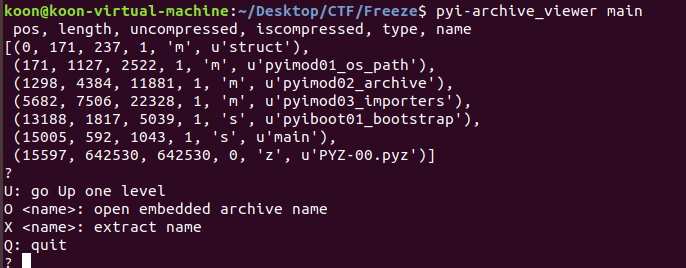 koon@koon-virtual-machine:~/Desktop/CTF/Freeze$ pyi-archive_viewer main
 pos, length, uncompressed, iscompressed, type, name
[(0, 171, 237, 1, 'm', u'struct'),
 (171, 1127, 2522, 1, 'm', u'pyimod01_os_path'),
 (1298, 4384, 11881, 1, 'm', u'pyimod02_archive'),
 (5682, 7506, 22328, 1, 'm', u'pyimod03_importers'),
 (13188, 1817, 5039, 1, 's', u'pyiboot01_bootstrap'),
 (15005, 592, 1043, 1, 's', u'main'),
 (15597, 642530, 642530, 0, 'z', u'PYZ-00.pyz')]
?
U: go Up one level
O <name>: open embedded archive name
X <name>: extract name
Q: quit
?